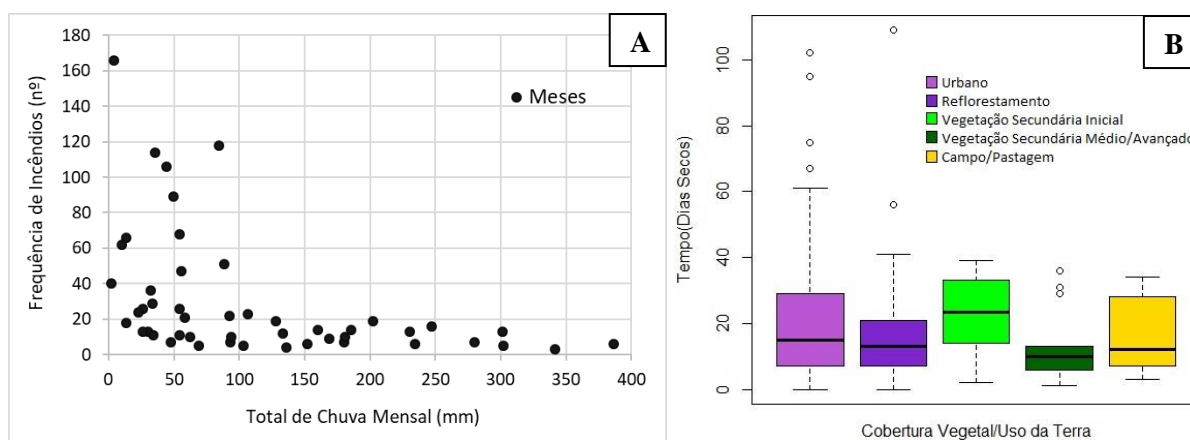 A
Frequência de Incêndios (nº)
180
160
140
120
100
80
60
40
20
0
Meses
0 50 100 150 200 250 300 350 400
Total de Chuva Mensal (mm)
B
Tempo(Dias Secos)
100
80
60
40
20
0
Urbano
Reflorestamento
Vegetação Secundária Inicial
Vegetação Secundária Médio/Avançado
Campo/Pastagem
Cobertura Vegetal/Uso da Terra